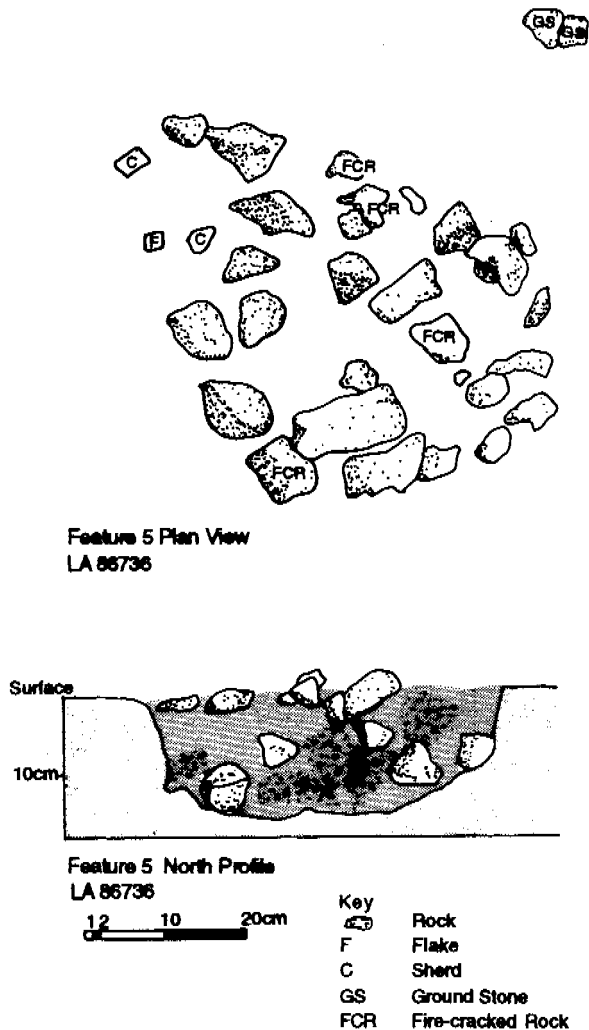 GS GS
C
FCR
FCR
F C
FCR
FCR
Feature 5 Plan View
LA 86736
Surface
10cm
Feature 5 North Profile
LA 86736
1 2 10 20cm
Key
Rock
F Flake
C Sherd
GS Ground Stone
FCR Fire-cracked Rock